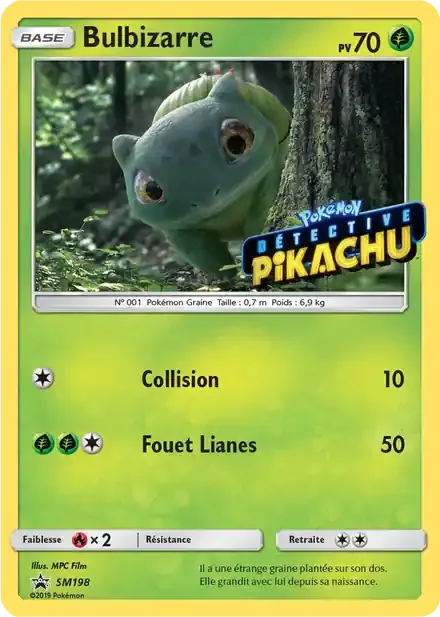 BASE Bulbizarre PV 70
POKÉMON
DÉTECTIVE
PIKACHU
N° 001 Pokémon Graine Taille : 0,7 m Poids : 6,9 kg
Collision 10
Fouet Lianes 50
Faiblesse × 2 Résistance Retraite
Illus. MPC Film
SM198
©2019 Pokémon
Il a une étrange graine plantée sur son dos.
Elle grandit avec lui depuis sa naissance.